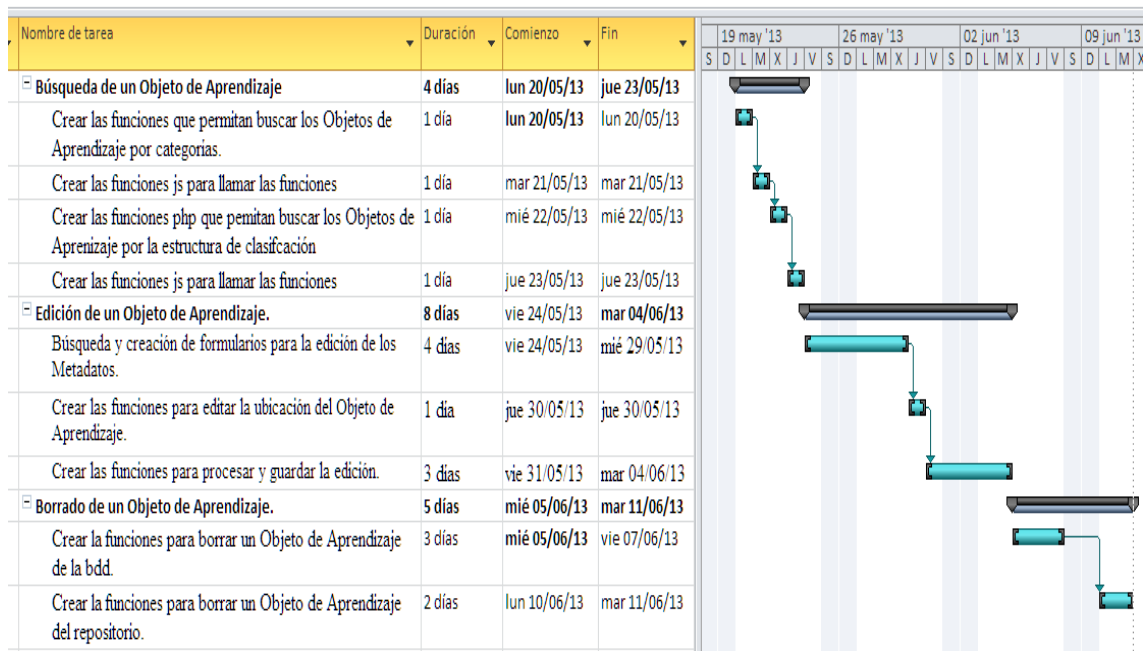 Nombre de tarea Duración Comienzo Fin 19 may '13 26 may '13 02 jun '13 09 jun '13
S D L M X J V S D L M X J V S D L M X J V S D L M X
Búsqueda de un Objeto de Aprendizaje 4 días lun 20/05/13 jue 23/05/13
Crear las funciones que permitan buscar los Objetos de 1 día lun 20/05/13 lun 20/05/13
Aprendizaje por categorias.
Crear las funciones js para llamar las funciones 1 día mar 21/05/13 mar 21/05/13
Crear las funciones php que pemitan buscar los Objetos de 1 día mié 22/05/13 mié 22/05/13
Aprenizaje por la estructura de clasifcación
Crear las funciones js para llamar las funciones 1 día jue 23/05/13 jue 23/05/13
Edición de un Objeto de Aprendizaje. 8 días vie 24/05/13 mar 04/06/13
Búsqueda y creación de formularios para la edición de los 4 dias vie 24/05/13 mié 29/05/13
Metadatos.
Crear las funciones para editar la ubicación del Objeto de 1 dia jue 30/05/13 jue 30/05/13
Aprendizaje.
Crear las funciones para procesar y guardar la edición. 3 dias vie 31/05/13 mar 04/06/13
Borrado de un Objeto de Aprendizaje. 5 días mié 05/06/13 mar 11/06/13
Crear la funciones para borrar un Objeto de Aprendizaje 3 días mié 05/06/13 vie 07/06/13
de la bdd.
Crear la funciones para borrar un Objeto de Aprendizaje 2 días lun 10/06/13 mar 11/06/13
del repositorio.